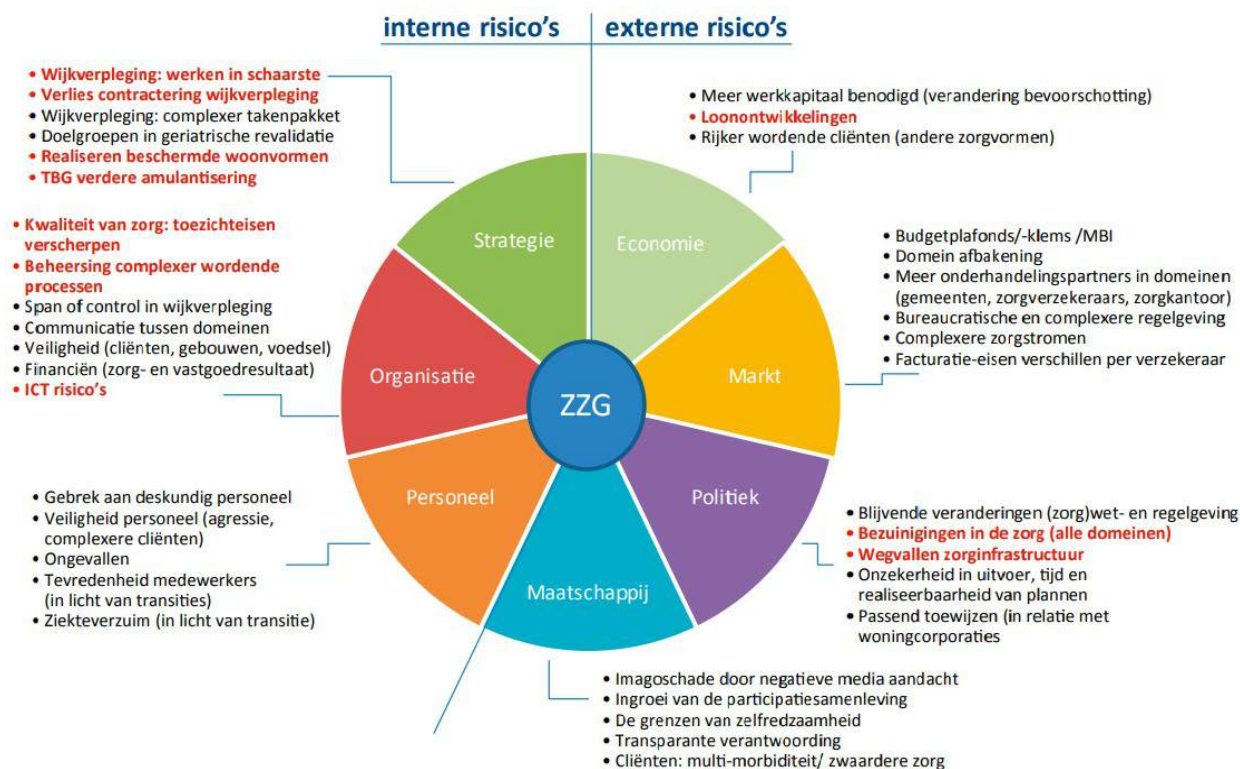 interne risico's
externe risico's
• Wijkverpleging: werken in schaarste
• Verlies contractering wijkverpleging
• Wijkverpleging: complexer takenpakket
• Doelgroepen in geriatrische revalidatie
• Realiseren beschermde woonvormen
• TBG verdere amulantisering
• Meer werkkapitaal benodigd (verandering bevoorschotting)
• Loonontwikkelingen
• Rijker wordende cliënten (andere zorgvormen)
• Kwaliteit van zorg: toezichteisen
verscherpen
• Beheersing complexer wordende
processen
• Span of control in wijkverpleging
• Communicatie tussen domeinen
• Veiligheid (cliënten, gebouwen, voedsel)
• Financiën (zorg- en vastgoedresultaat)
• ICT risico's
Strategie
Economie
Organisatie
Markt
ZZG
Personeel
Politiek
Maatschappij
• Budgetplafonds/-klems /MBI
• Domein afbakening
• Meer onderhandelingspartners in domeinen
(gemeenten, zorgverzekeraars, zorgkantoor)
• Bureaucratische en complexere regelgeving
• Complexere zorgstromen
• Facturatie-eisen verschillen per verzekeraar
• Gebrek aan deskundig personeel
• Veiligheid personeel (agressie,
complexere cliënten)
• Ongevallen
• Tevredenheid medewerkers
(in licht van transities)
• Ziekteverzuim (in licht van transitie)
• Blijvende veranderingen (zorg)wet- en regelgeving
• Bezuinigingen in de zorg (alle domeinen)
• Wegvallen zorginfrastructuur
• Onzekerheid in uitvoer, tijd en
realiseerbaarheid van plannen
• Passend toewijzen (in relatie met
woningcorporaties
• Imagoschade door negatieve media aandacht
• Ingroei van de participatiesamenleving
• De grenzen van zelfredzaamheid
• Transparante verantwoording
• Cliënten: multi-morbiditeit/ zwaardere zorg